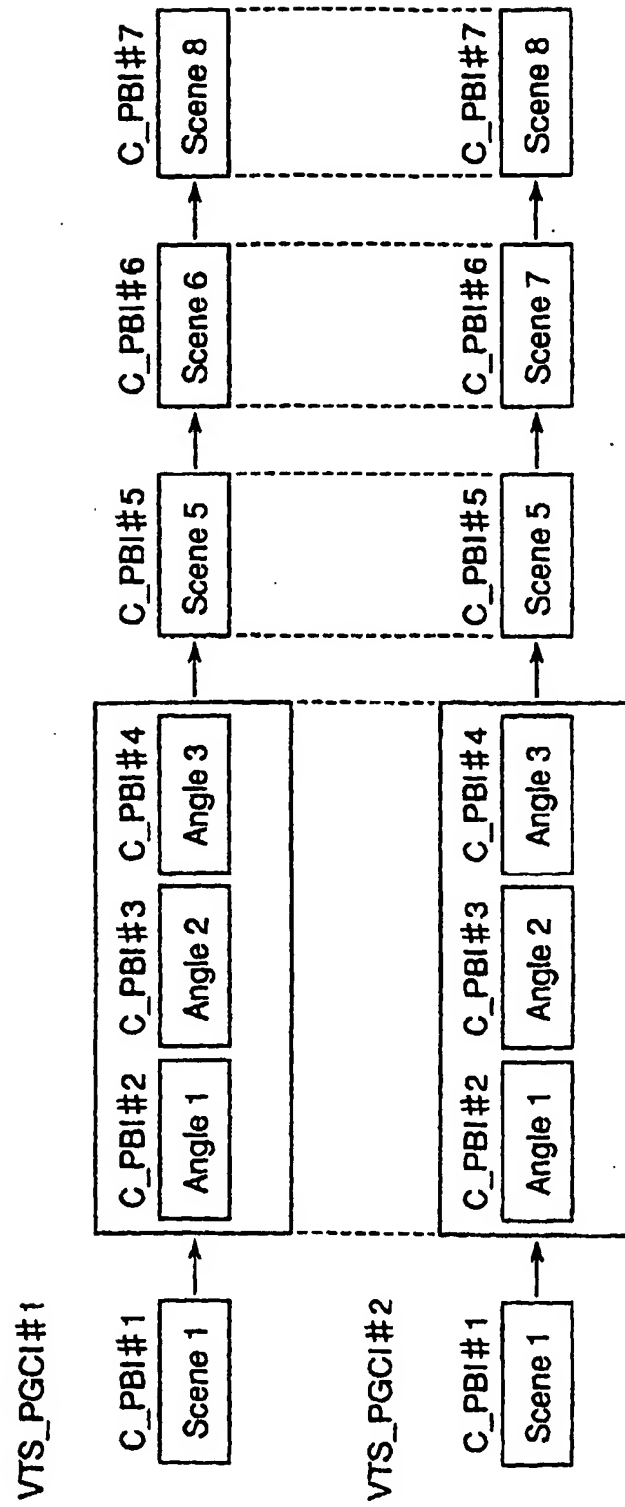 VTS_PGCI#1
C_PBI#1
Scene 1
C_PBI#2
Angle 1
C_PBI#3
Angle 2
C_PBI#4
Angle 3
C_PBI#5
Scene 5
C_PBI#6
Scene 6
C_PBI#7
Scene 8
VTS_PGCI#2
C_PBI#1
Scene 1
C_PBI#2
Angle 1
C_PBI#3
Angle 2
C_PBI#4
Angle 3
C_PBI#5
Scene 5
C_PBI#6
Scene 7
C_PBI#7
Scene 8